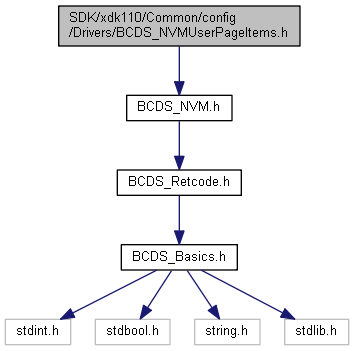 SDK/xdk110/Common/config
/Drivers/BCDS_NVMUserPageItems.h
BCDS_NVM.h
BCDS_Retcode.h
BCDS_Basics.h
stdint.h
stdbool.h
string.h
stdlib.h